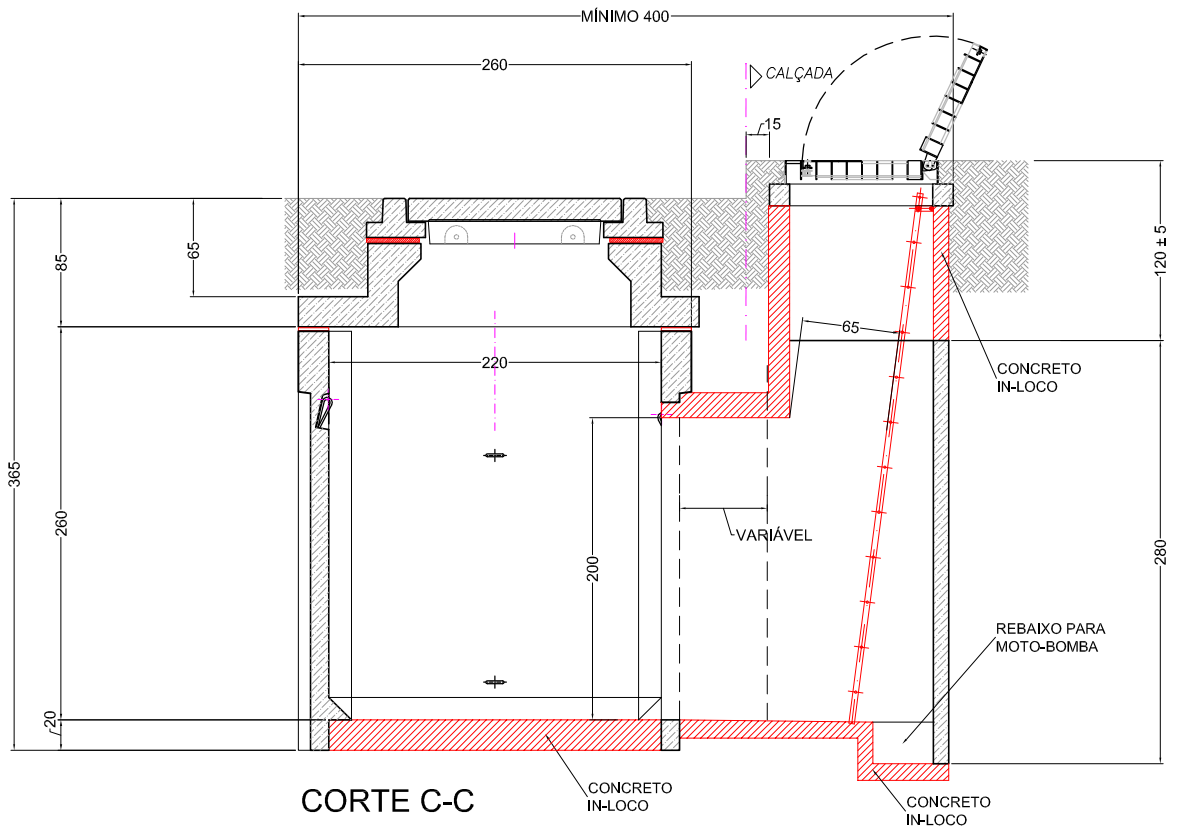 MÍNIMO 400
260
CALÇADA
15
85
65
120 ± 5
65
220
CONCRETO
IN-LOCO
365
260
200
VARIÁVEL
280
REBAIXO PARA
MOTO-BOMBA
20
CONCRETO
IN-LOCO
CORTE C-C
CONCRETO
IN-LOCO